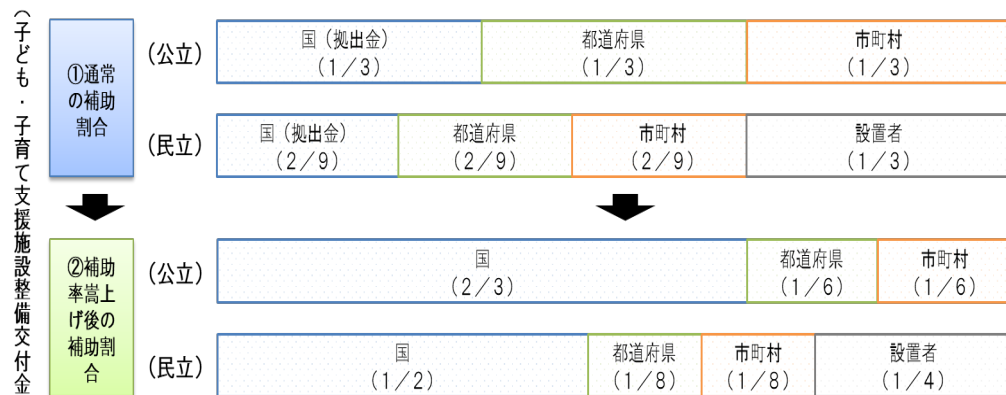 (子ども・子育て支援施設整備交付金
①通常
の補助
割合
(公立)
国(拠出金)
(1/3)
都道府県
(1/3)
市町村
(1/3)
(民立)
国(拠出金)
(2/9)
都道府県
(2/9)
市町村
(2/9)
設置者
(1/3)
②補助
率嵩上
げ後の
補助割
合
(公立)
国
(2/3)
都道府県
(1/6)
市町村
(1/6)
(民立)
国
(1/2)
都道府県
(1/8)
市町村
(1/8)
設置者
(1/4)